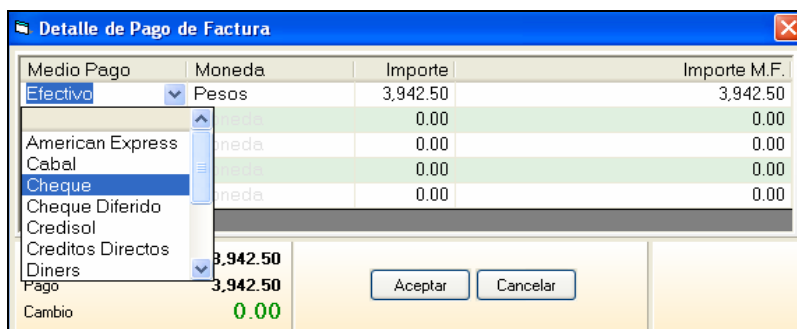 Detalle de Pago de Factura
Medio Pago Moneda Importe Importe M.F.
Efectivo Pesos 3,942.50 3,942.50
0.00 0.00
American Express 0.00 0.00
Cabal 0.00 0.00
Cheque 0.00 0.00
Cheque Diferido
Credisol
Creditos Directos
Diners 3,942.50
Pago 3,942.50
Cambio 0.00
Aceptar Cancelar